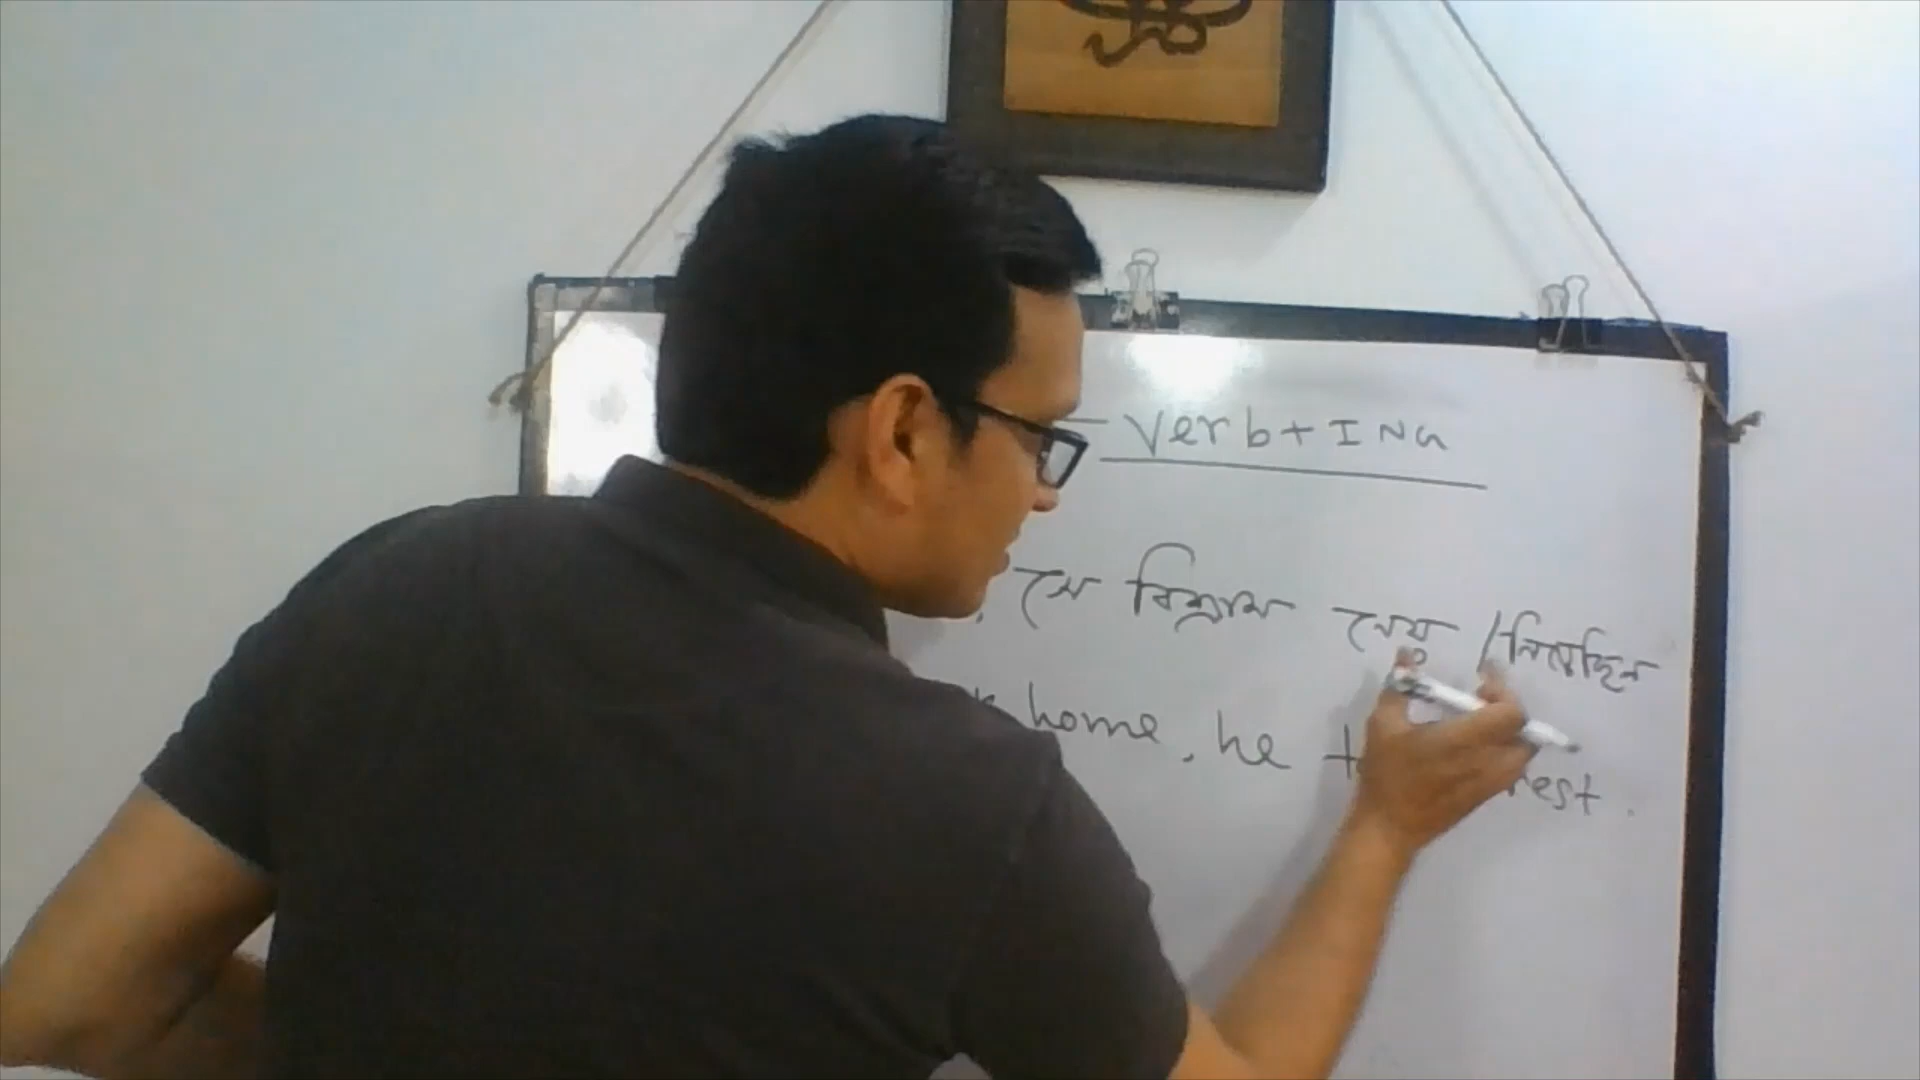 Verb + ING
সে বিশ্রাম নেয় / নিয়েছিল
home, he rest.